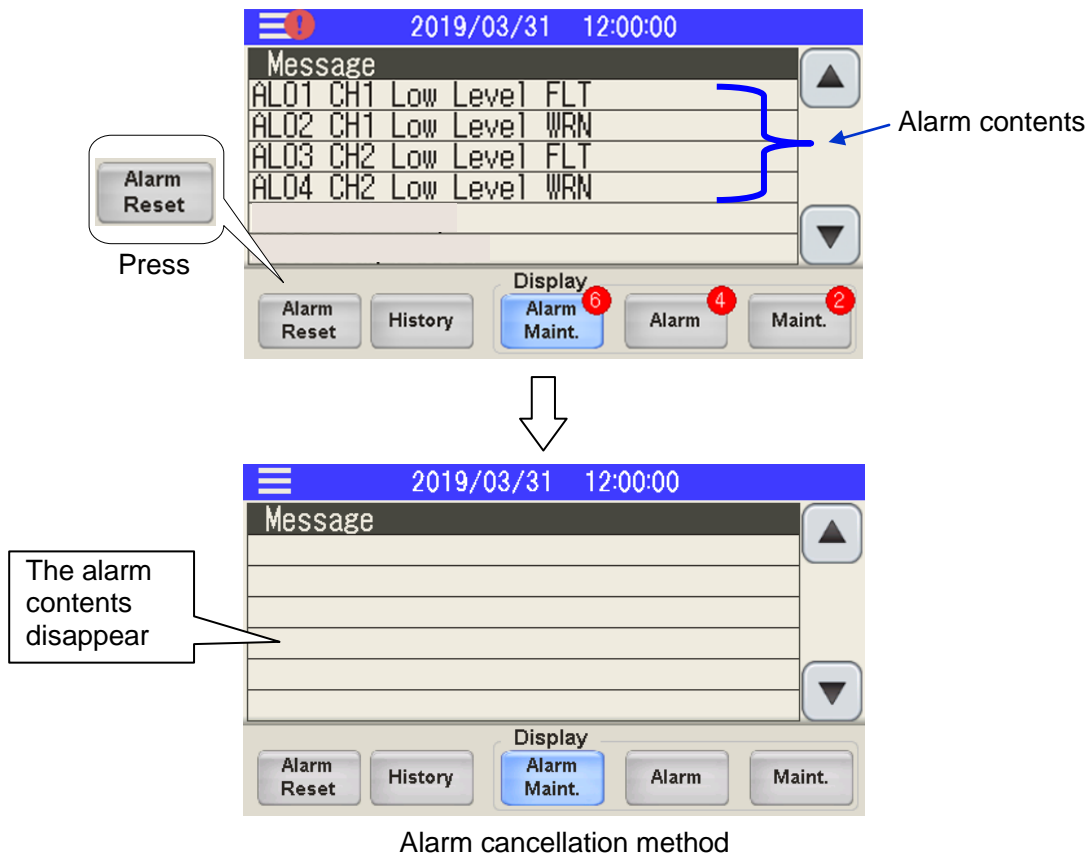 2019/03/31 12:00:00
Message
AL01 CH1 Low Level FLT
AL02 CH1 Low Level WRN
AL03 CH2 Low Level FLT
AL04 CH2 Low Level WRN
Alarm contents
Alarm
Reset
Press
Display
Alarm
Reset
History
Alarm
Maint.
6
Alarm
4
Maint.
2
2019/03/31 12:00:00
Message
The alarm
contents
disappear
Display
Alarm
Reset
History
Alarm
Maint.
Alarm
Maint.
Alarm cancellation method